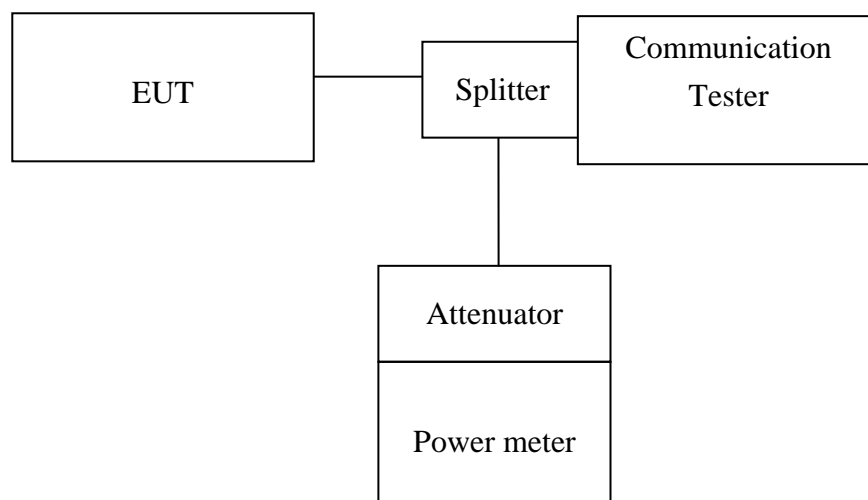 EUT
Splitter
Communication
Tester
Attenuator
Power meter